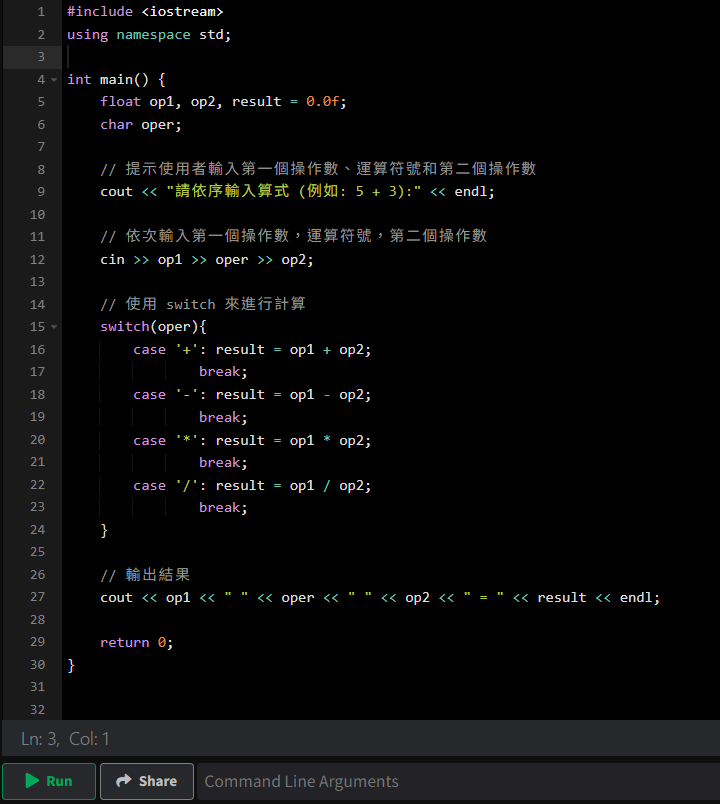 1 #include <iostream>
2 using namespace std;
3
4 int main() {
5     float op1, op2, result = 0.0f;
6     char oper;
7
8     // 提示使用者輸入第一個操作數、運算符號和第二個操作數
9     cout << "請依序輸入算式 (例如: 5 + 3):" << endl;
10
11     // 依次輸入第一個操作數，運算符號，第二個操作數
12     cin >> op1 >> oper >> op2;
13
14     // 使用 switch 來進行計算
15     switch(oper){
16         case '+': result = op1 + op2;
17                 break;
18         case '-': result = op1 - op2;
19                 break;
20         case '*': result = op1 * op2;
21                 break;
22         case '/': result = op1 / op2;
23                 break;
24     }
25
26     // 輸出結果
27     cout << op1 << " " << oper << " " << op2 << " = " << result << endl;
28
29     return 0;
30 }
31
32
Ln: 3, Col: 1
Run Share Command Line Arguments